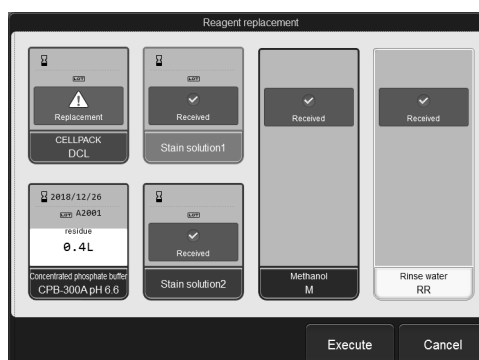 Reagent replacement
LOT
Replacement
CELLPACK
DCL
LOT
Received
Stain solution1
Received
Methanol
M
Received
Rinse water
RR
2018/12/26
LOT A2001
residue
0.4L
Concentrated phosphate buffer
CPB-300A pH 6.6
LOT
Received
Stain solution2
Execute
Cancel